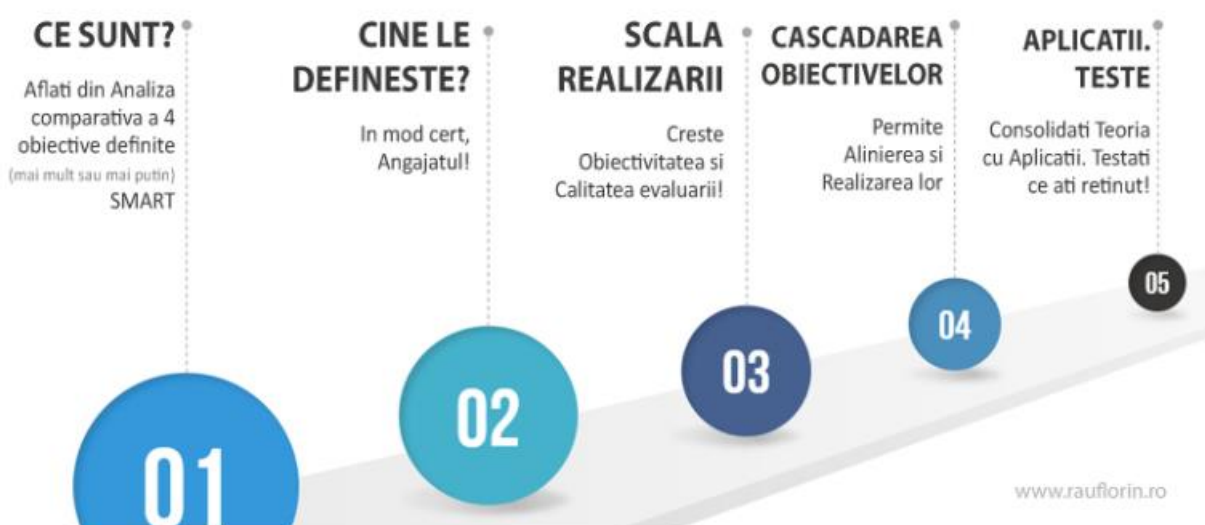 CE SUNT?
Aflati din Analiza
comparativa a 4
obiective definite
(mai mult sau mai putin)
SMART
CINE LE
DEFINESTE?
In mod cert,
Angajatul!
SCALA
REALIZARII
Creste
Obiectivitatea si
Calitatea evaluarii!
CASCADAREA
OBIECTIVELOR
Permite
Alinierea si
Realizarea lor
APLICATII.
TESTE
Consolidati Teoria
cu Aplicatii. Testati
ce ati retinut!
01
02
03
04
05
www.rauflorin.ro